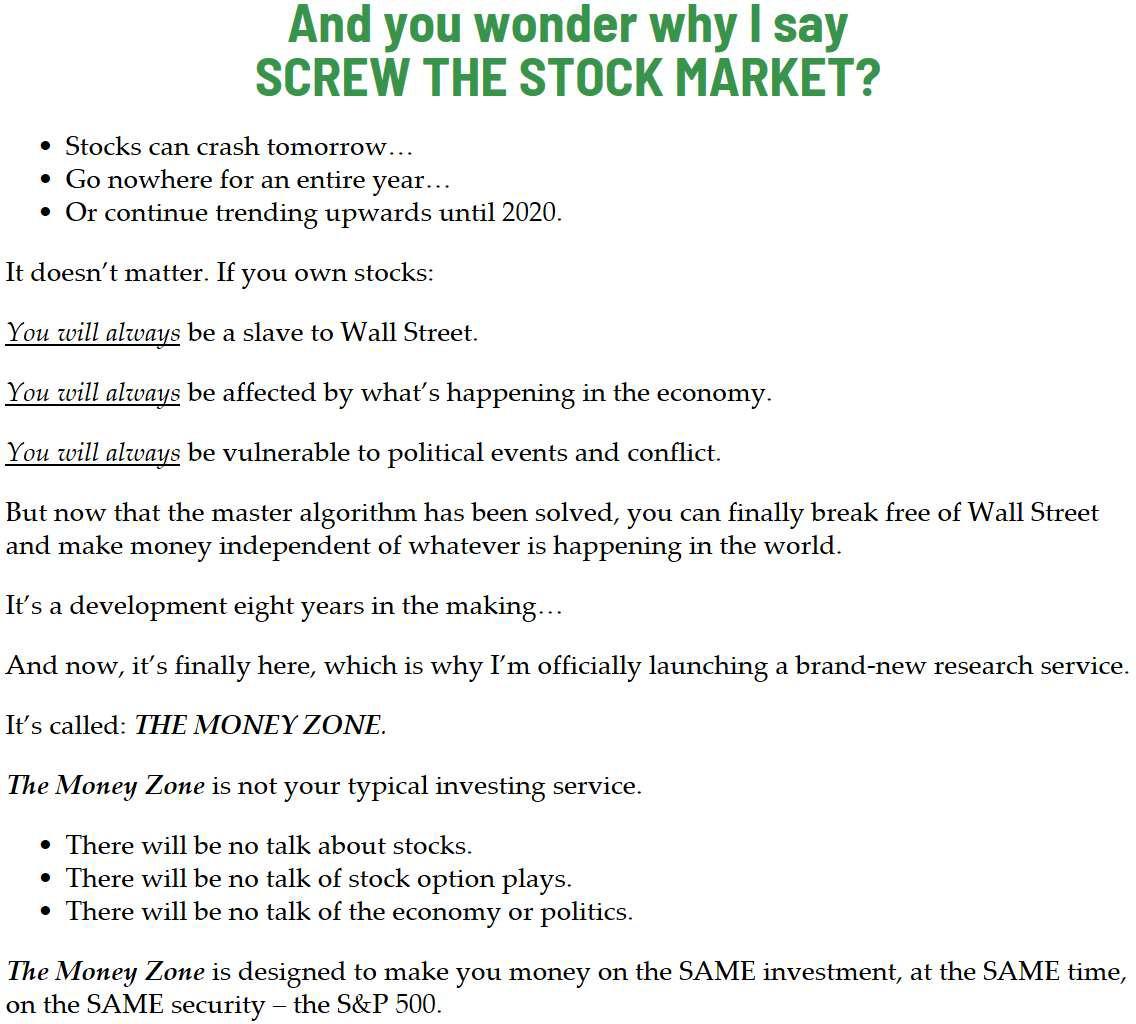 And you wonder why I say
SCREW THE STOCK MARKET?
• Stocks can crash tomorrow…
• Go nowhere for an entire year…
• Or continue trending upwards until 2020.
It doesn’t matter. If you own stocks:
You will always be a slave to Wall Street.
You will always be affected by what’s happening in the economy.
You will always be vulnerable to political events and conflict.
But now that the master algorithm has been solved, you can finally break free of Wall Street
and make money independent of whatever is happening in the world.
It’s a development eight years in the making…
And now, it’s finally here, which is why I’m officially launching a brand-new research service.
It’s called: THE MONEY ZONE.
The Money Zone is not your typical investing service.
• There will be no talk about stocks.
• There will be no talk of stock option plays.
• There will be no talk of the economy or politics.
The Money Zone is designed to make you money on the SAME investment, at the SAME time,
on the SAME security – the S&P 500.